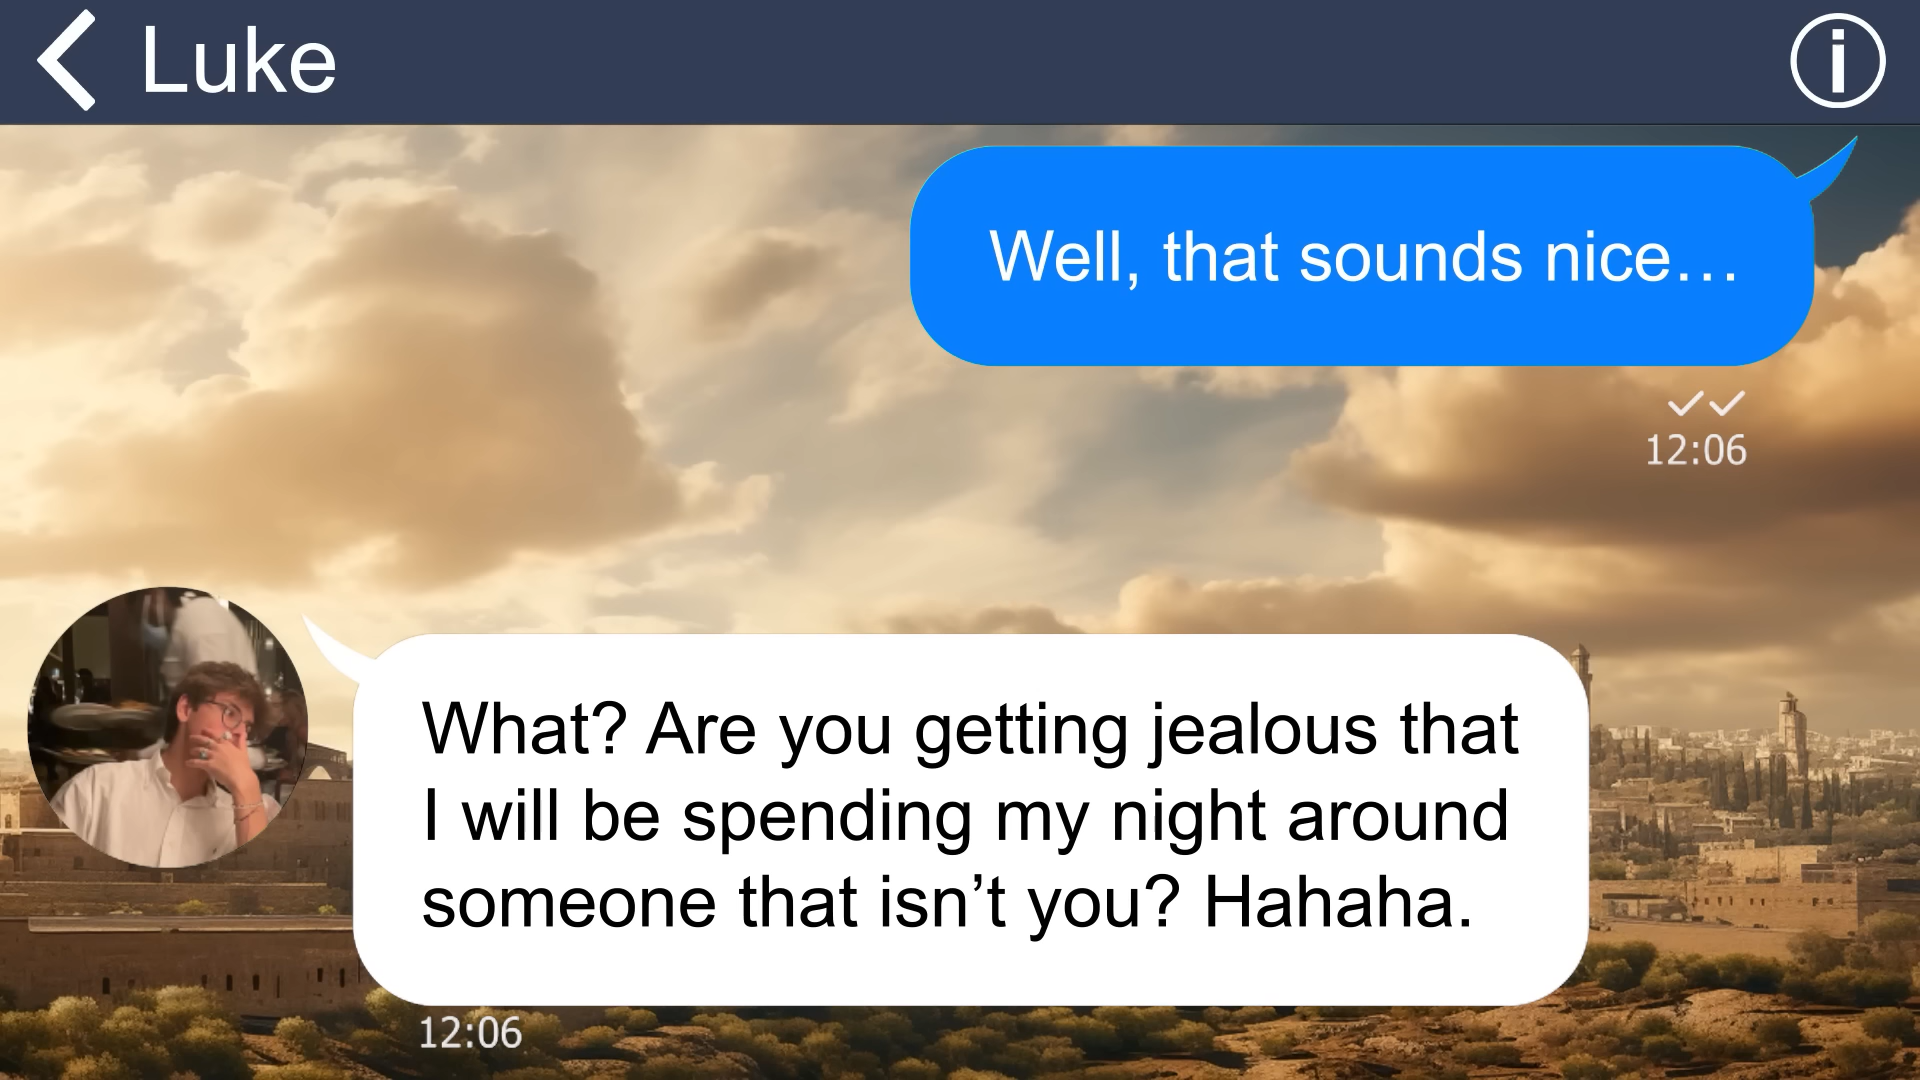 Luke
Well, that sounds nice…
12:06
What? Are you getting jealous that
I will be spending my night around
someone that isn’t you? Hahaha.
12:06